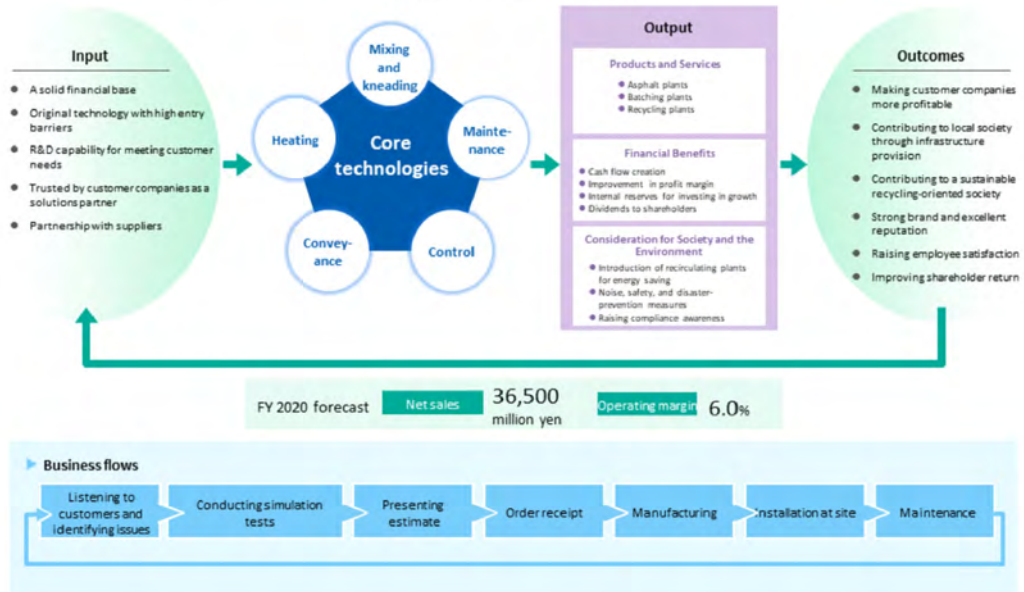 Input
A solid financial base
Original technology with high entry
barriers
R&D capability for meeting customer
needs
Trusted by customer companies as a
solutions partner
Partnership with suppliers
Mixing
and
kneading
Heating
Core
technologies
Mainte-
nance
Convey-
ance
Control
Output
Products and Services
Asphalt plants
Batching plants
Recycling plants
Financial Benefits
Cash flow creation
Improvement in profit margin
Internal reserves for investing in growth
Dividends to shareholders
Consideration for Society and the
Environment
Introduction of recirculating plants
for energy saving
Noise, safety, and disaster-
prevention measures
Raising compliance awareness
Outcomes
Making customer companies
more profitable
Contributing to local society
through infrastructure
provision
Contributing to a sustainable
recycling-oriented society
Strong brand and excellent
reputation
Raising employee satisfaction
Improving shareholder return
FY 2020 forecast
Net sales
36,500
million yen
Operating margin
6.0%
Business flows
Listening to
customers and
identifying issues
Conducting simulation
tests
Presenting
estimate
Order receipt
Manufacturing
Installation at site
Maintenance